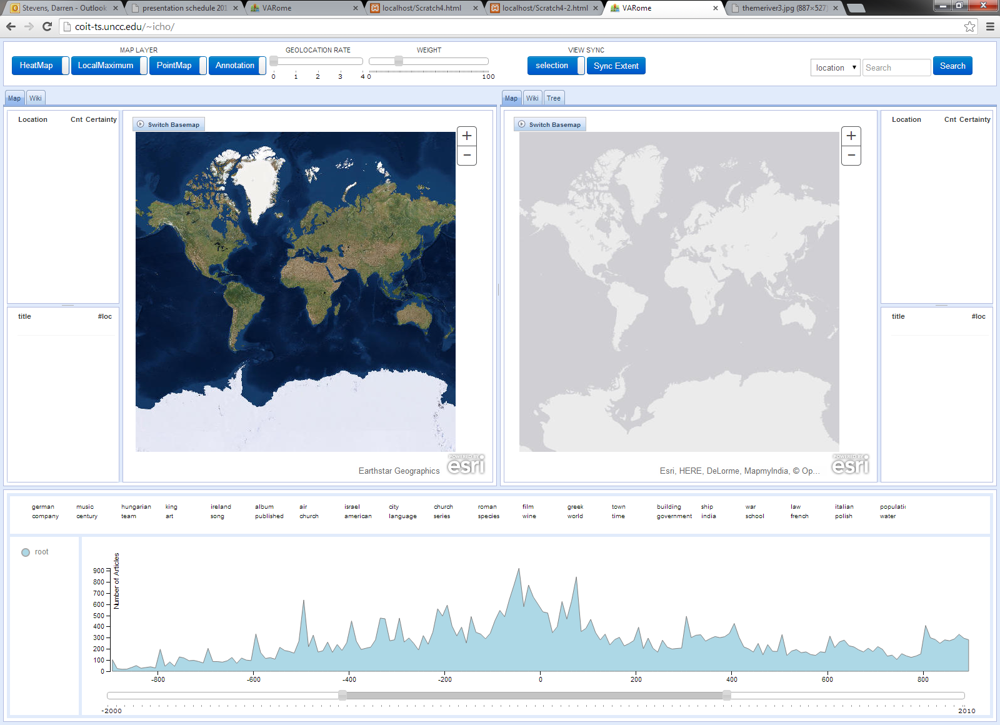 Stevens, Darren - Outlook
presentation schedule 201
VARome
localhost/Scratch4.html
localhost/Scratch4-2.html
VARome
themeriver3.jpg (887×527)
coit-ts.uncc.edu/~icho/
MAP LAYER
GEOLOCATION RATE
WEIGHT
VIEW SYNC
HeatMap
LocalMaximum
PointMap
Annotation
selection
Sync Extent
location
Search
Search
0 1 2 3 4
0 100
Map Wiki
Map Wiki Tree
Location Cnt Certainty
Switch Basemap
+
−
Switch Basemap
+
−
Location Cnt Certainty
title #loc
title #loc
Earthstar Geographics
POWERED BY
esri
Esri, HERE, DeLorme, MapmyIndia, © Op...
POWERED BY
esri
german music hungarian king ireland album air israel city church roman film greek town building ship war law italian populatio
company century team art song published church american language series species wine world time government india school french polish water
root
Number of Articles
900
800
700
600
500
400
300
200
100
0
-800 -600 -400 -200 0 200 400 600 800
-2000 2010